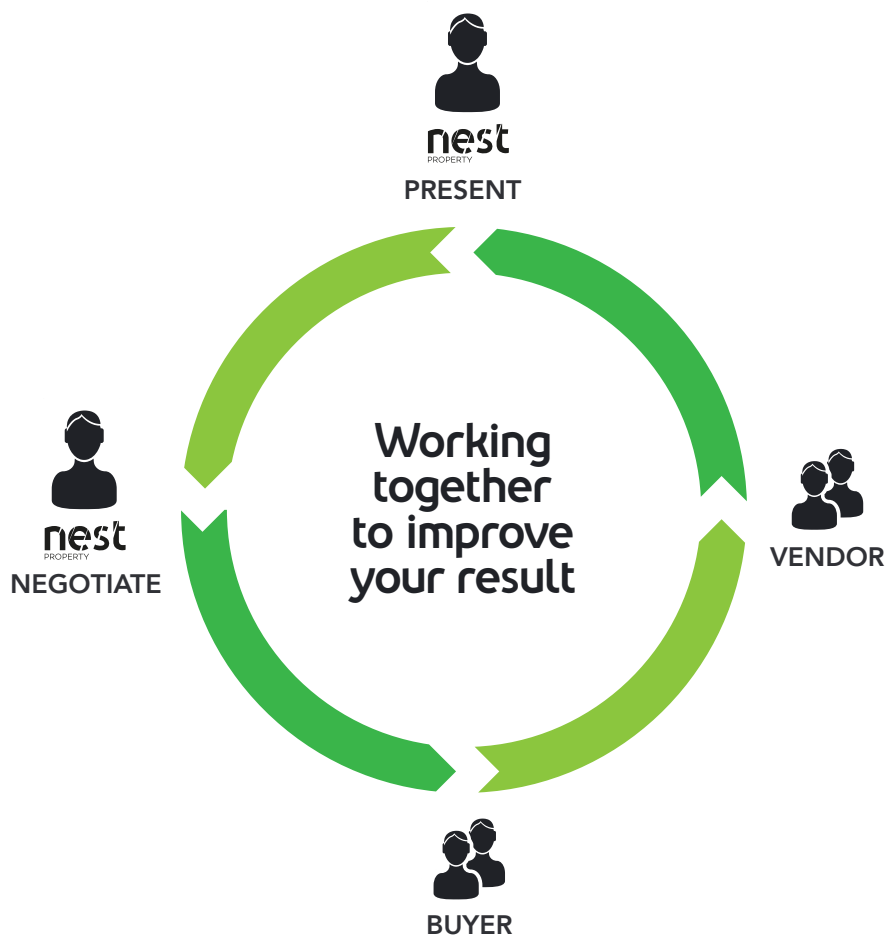 nest
PROPERTY
PRESENT
Working
together
to improve
your result
nest
PROPERTY
NEGOTIATE
VENDOR
BUYER